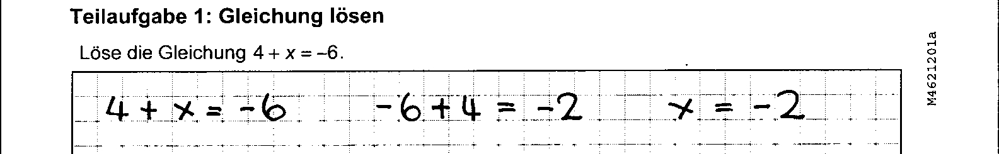 Teilaufgabe 1: Gleichung lösen
Löse die Gleichung 4 + x = –6.
4 + x = -6 -6 + 4 = -2 x = -2
M4621201a